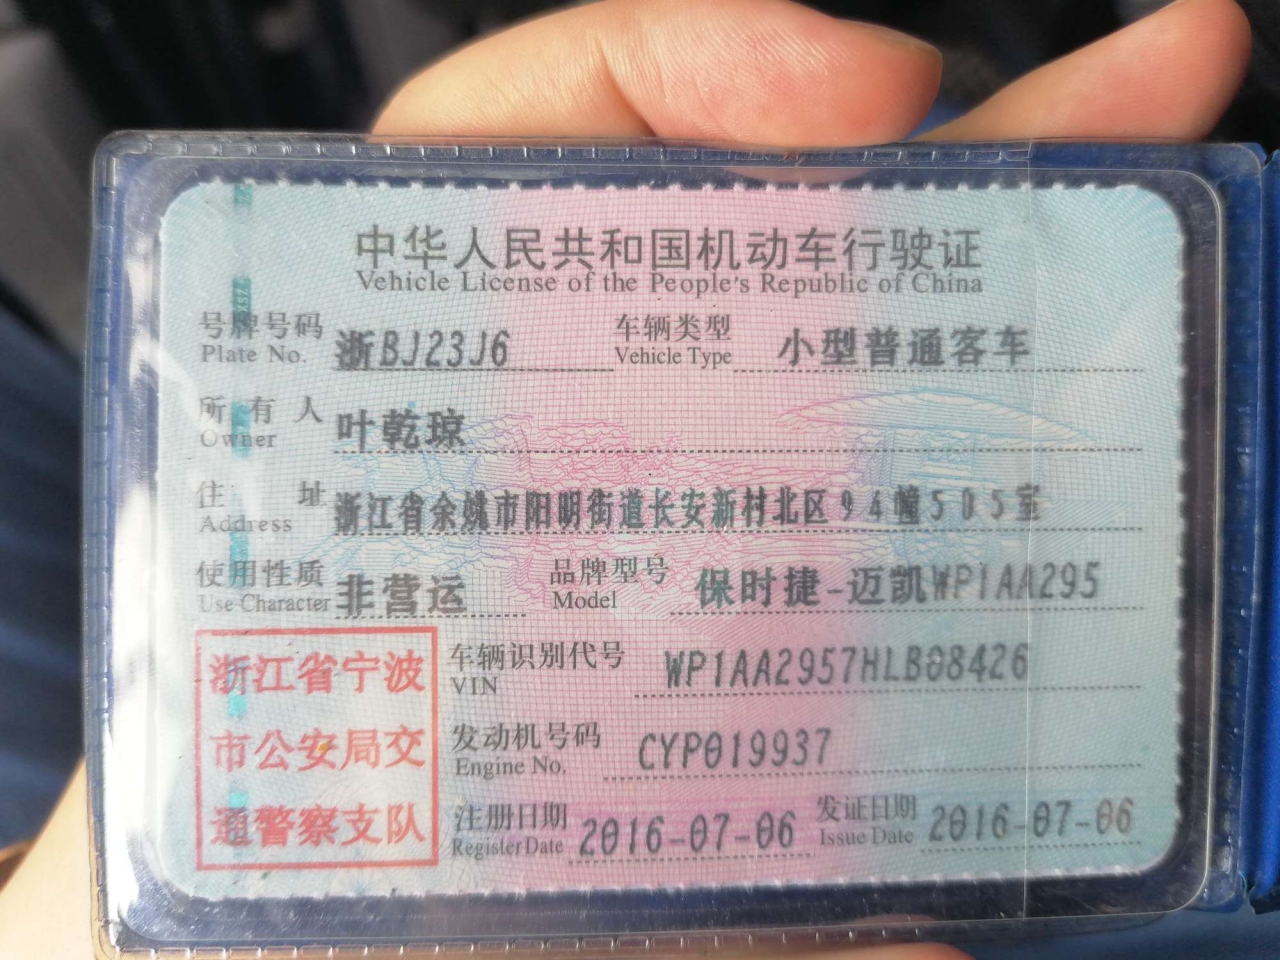 中华人民共和国机动车行驶证
Vehicle License of the People's Republic of China
号牌号码 浙BJ23J6 车辆类型 小型普通客车
Plate No. Vehicle Type
所有人 叶乾琼
Owner
住址 浙江省余姚市阳明街道长安新村北区94幢505室
Address
使用性质 非营运 品牌型号 保时捷-迈凯WP1AA295
Use Character Model
浙江省宁波
市公安局交
通警察支队
车辆识别代号 WP1AA2957HLB08426
VIN
发动机号码 CYP019937
Engine No.
注册日期 2016-07-06 发证日期 2016-07-06
Register Date Issue Date